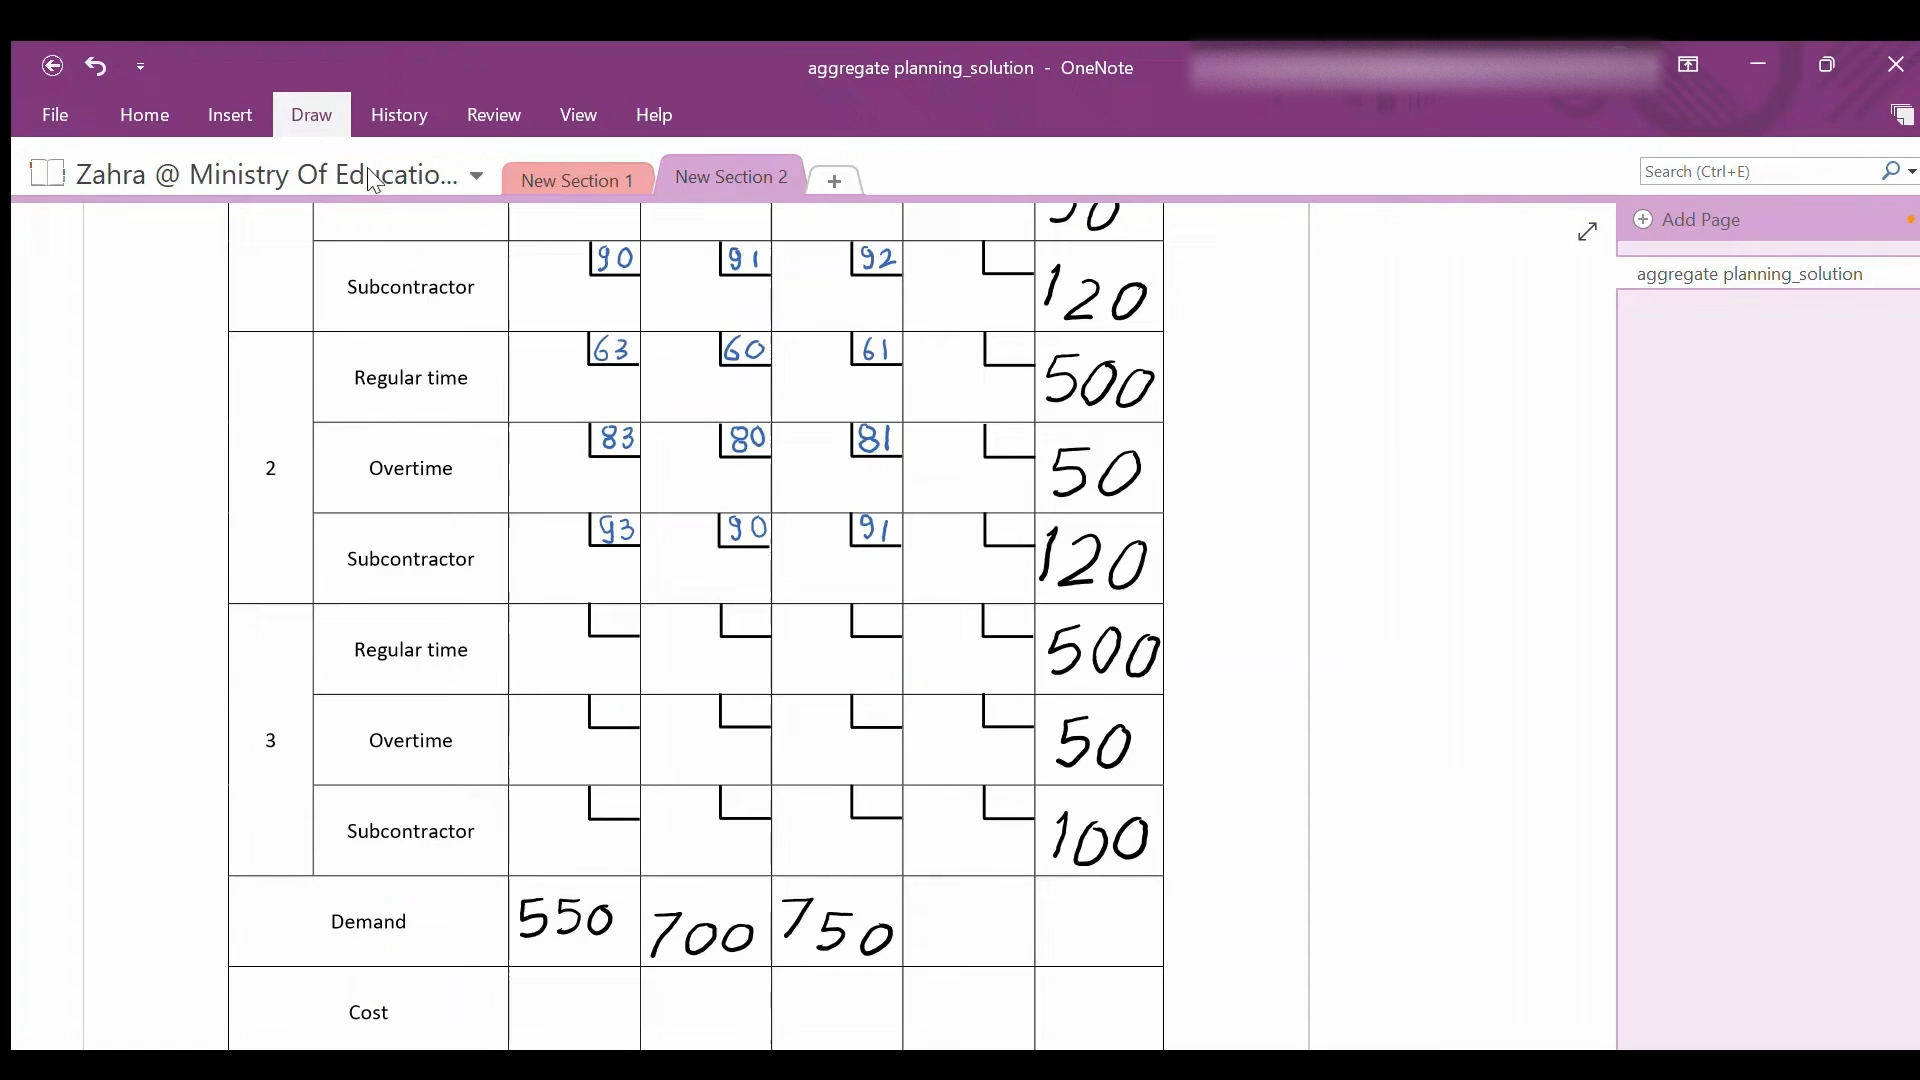 aggregate planning_solution - OneNote
File Home Insert Draw History Review View Help
Zahra @ Ministry Of Educatio... New Section 1 New Section 2 Search (Ctrl+E)
Add Page
aggregate planning_solution
50
Subcontractor 90 91 92 120
Regular time 63 60 61 500
2 Overtime 83 80 81 50
Subcontractor 93 90 91 120
Regular time 500
3 Overtime 50
Subcontractor 100
Demand 550 700 750
Cost